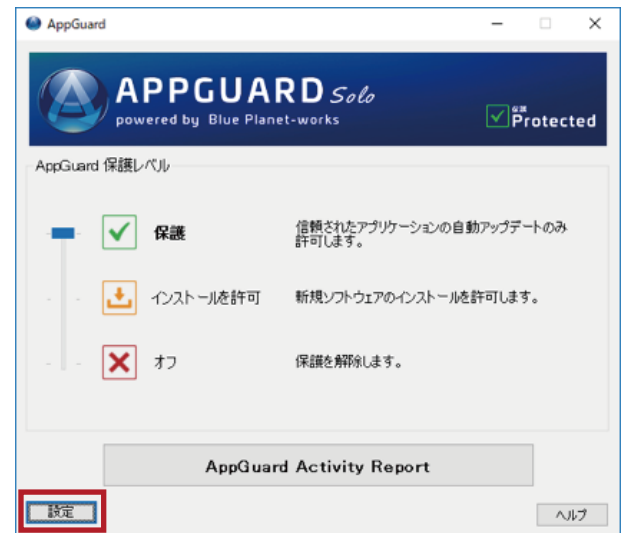 AppGuard
APPGUARD Solo
powered by Blue Planet-works
保護
Protected
AppGuard 保護レベル
保護
信頼されたアプリケーションの自動アップデートのみ
許可します。
インストールを許可
新規ソフトウェアのインストールを許可します。
オフ
保護を解除します。
AppGuard Activity Report
設定
ヘルプ